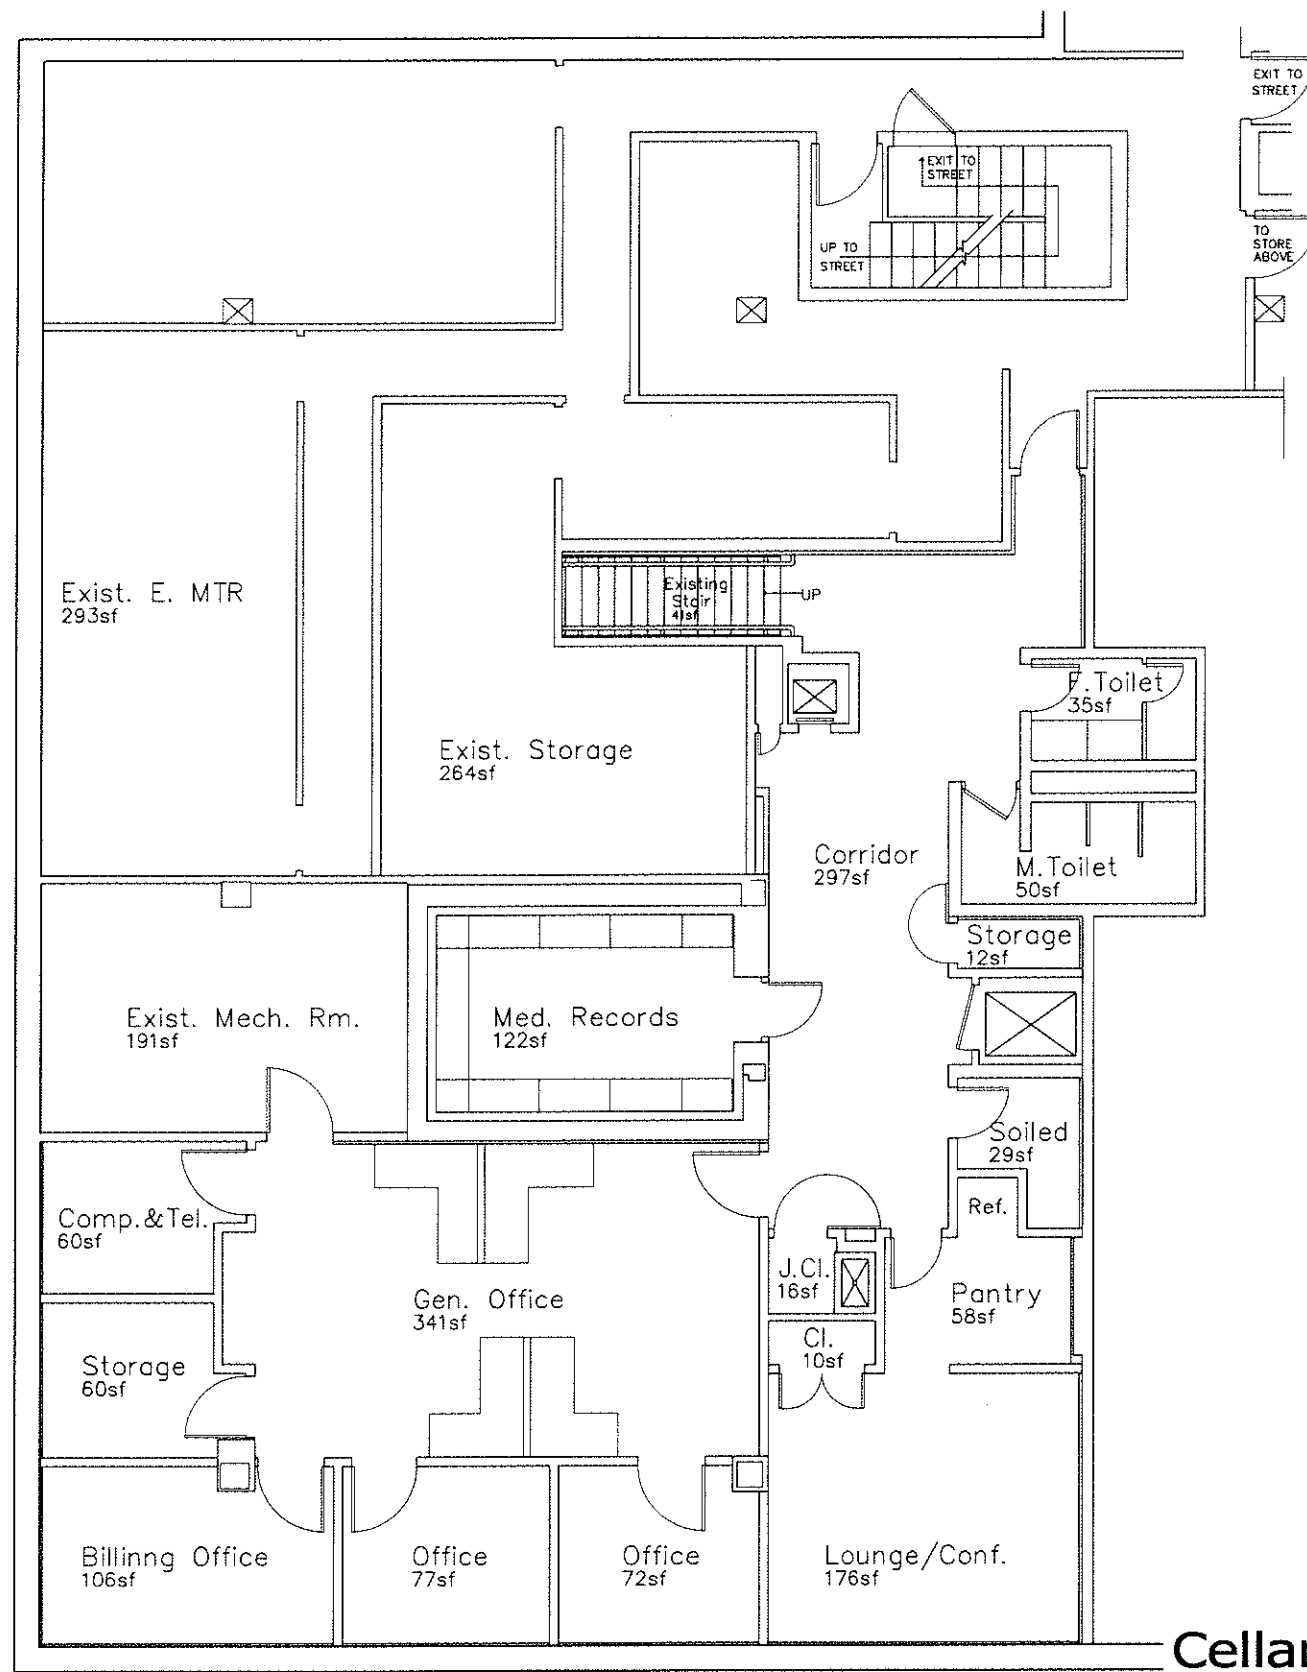 EXIT TO
STREET
EXIT TO
STREET
UP TO
STREET
TO
STORE
ABOVE
Exist. E. MTR
293sf
Existing
Stair
41sf
UP
F.Toilet
35sf
Exist. Storage
264sf
Corridor
297sf
M.Toilet
50sf
Storage
12sf
Exist. Mech. Rm.
191sf
Med. Records
122sf
Soiled
29sf
Ref.
Comp.&Tel.
60sf
J.Cl.
16sf
Pantry
58sf
Gen. Office
341sf
Cl.
10sf
Storage
60sf
Billinng Office
106sf
Office
77sf
Office
72sf
Lounge/Conf.
176sf
Cellar